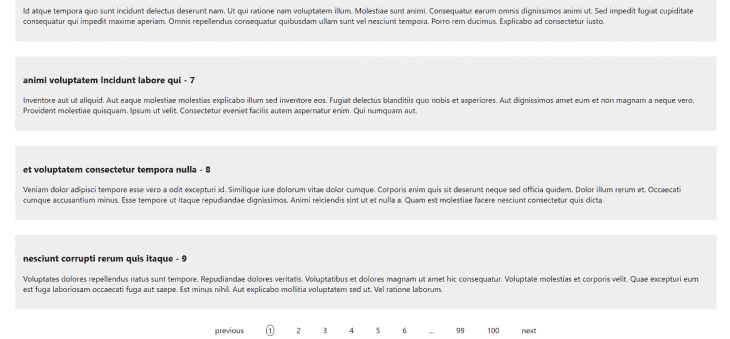 Id atque tempora quo sunt incidunt delectus deserunt nam. Ut qui ratione nam voluptatem illum. Molestiae sunt animi. Consequatur earum omnis dignissimos animi ut. Sed impedit fugiat cupiditate
consequatur qui impedit maxime aperiam. Omnis repellendus consequatur quibusdam ullam sunt vel nesciunt tempora. Porro rem ducimus. Explicabo ad consectetur iusto.
animi voluptatem incidunt labore qui - 7
Inventore aut ut aliquid. Aut eaque molestiae molestias explicabo illum sed inventore eos. Fugiat delectus blanditiis quo nobis et asperiores. Aut dignissimos amet eum et non magnam a neque vero.
Provident molestiae quisquam. Ipsum ut velit. Consectetur eveniet facilis autem aspernatur enim. Qui numquam aut.
et voluptatem consectetur tempora nulla - 8
Veniam dolor adipisci tempore esse vero a odit excepturi id. Similique iure dolorum vitae dolor cumque. Corporis enim quis sit deserunt neque sed officia quidem. Dolor illum rerum et. Occaecati
cumque accusantium minus. Esse tempore ut itaque repudiandae dignissimos. Animi reiciendis sint ut et nulla a. Quam est molestiae facere nesciunt consectetur quis dicta.
nesciunt corrupti rerum quis itaque - 9
Voluptates dolores repellendus natus sunt tempore. Repudiandae dolores veritatis. Voluptatibus et dolores magnam ut amet hic consequatur. Voluptate molestias et corporis velit. Quae excepturi eum
est fuga laboriosam occaecati fuga aut saepe. Est minus nihil. Aut explicabo mollitia voluptatem sed ut. Vel ratione laborum.
previous 1 2 3 4 5 6 ... 99 100 next